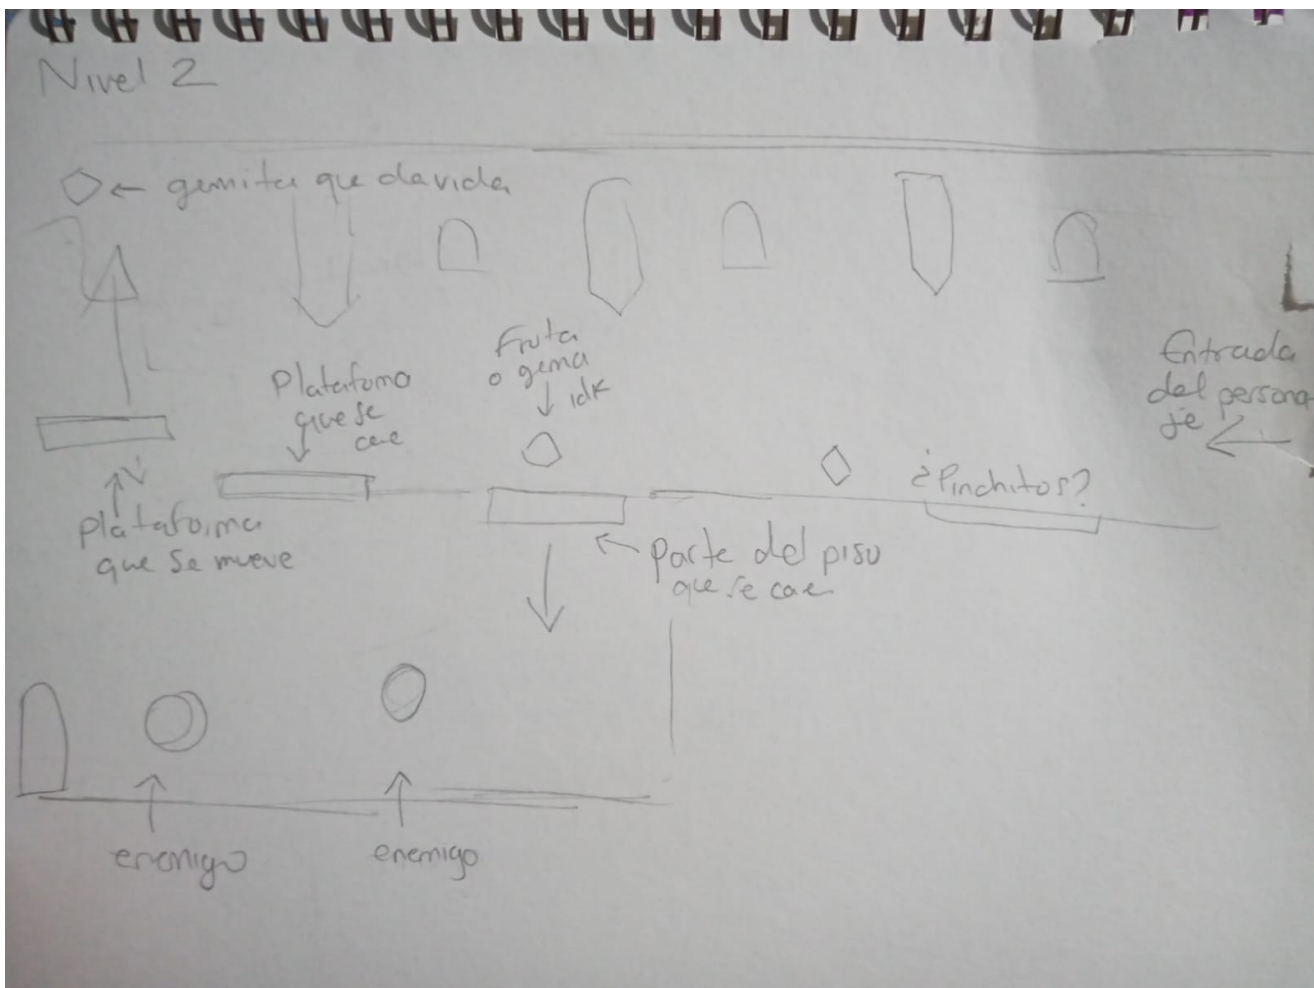 Nivel 2
gemita que da vida
Fruta
o gema
idk
Plataforma
que se
cae
Entrada
del persona
je
¿Pinchitos?
plataforma
que se mueve
parte del piso
que se cae
enemigo
enemigo